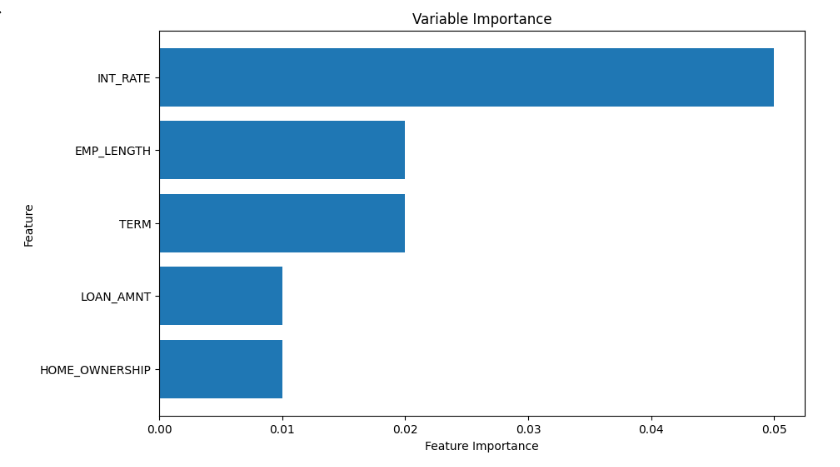 Variable Importance
INT_RATE
EMP_LENGTH
TERM
LOAN_AMNT
HOME_OWNERSHIP
Feature
0.00 0.01 0.02 0.03 0.04 0.05
Feature Importance